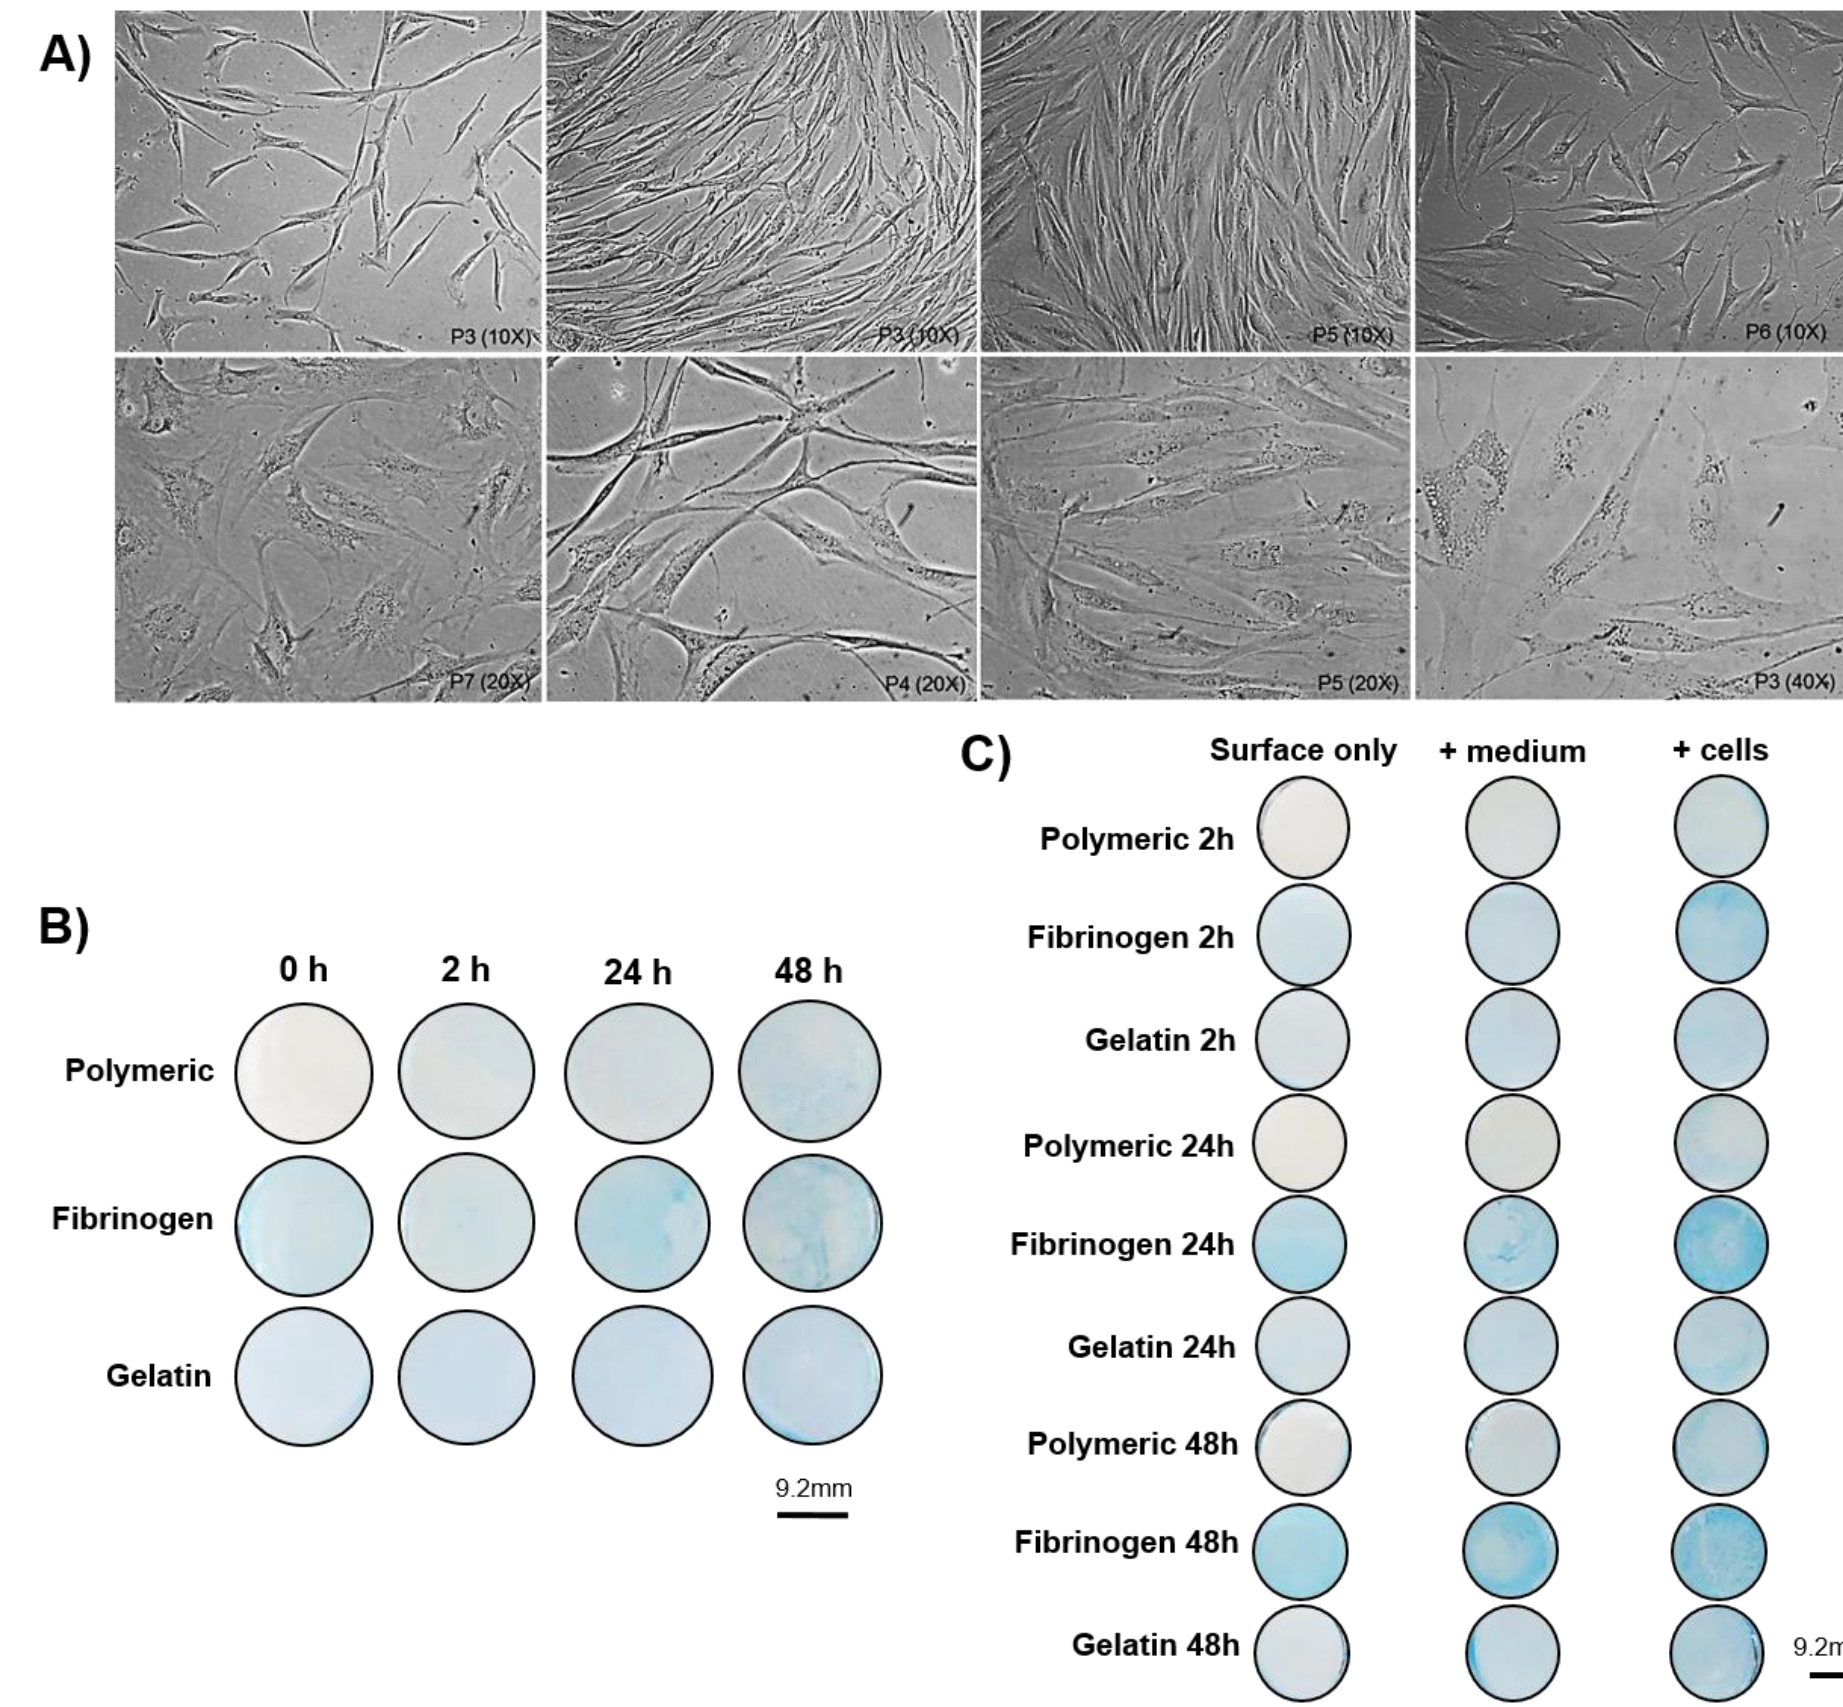 A)
P3 (10X)
P3 (10X)
P5 (10X)
P6 (10X)
P7 (20X)
P4 (20X)
P5 (20X)
P3 (40X)
C)
Surface only + medium + cells
Polymeric 2h
Fibrinogen 2h
Gelatin 2h
Polymeric 24h
Fibrinogen 24h
Gelatin 24h
Polymeric 48h
Fibrinogen 48h
Gelatin 48h
9.2m
B)
0 h 2 h 24 h 48 h
Polymeric
Fibrinogen
Gelatin
9.2mm